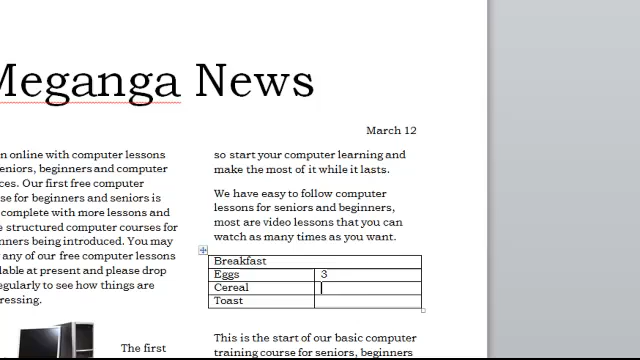 Meganga News
March 12
n online with computer lessons
eniors, beginners and computer
ces. Our first free computer
se for beginners and seniors is
complete with more lessons and
e structured computer courses for
nners being introduced. You may
any of our free computer lessons
lable at present and please drop
egularly to see how things are
ressing.
The first
so start your computer learning and
make the most of it while it lasts.
We have easy to follow computer
lessons for seniors and beginners,
most are video lessons that you can
watch as many times as you want.
Breakfast
Eggs 3
Cereal
Toast
This is the start of our basic computer
training course for seniors, beginners